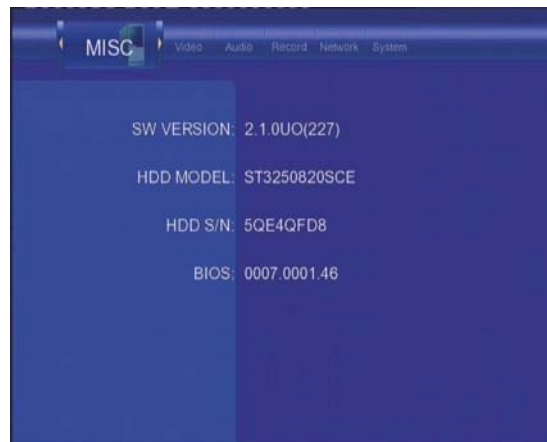 MISC Video Audio Record Network System
SW VERSION: 2.1.0UO(227)
HDD MODEL: ST3250820SCE
HDD S/N: 5QE4QFD8
BIOS: 0007.0001.46